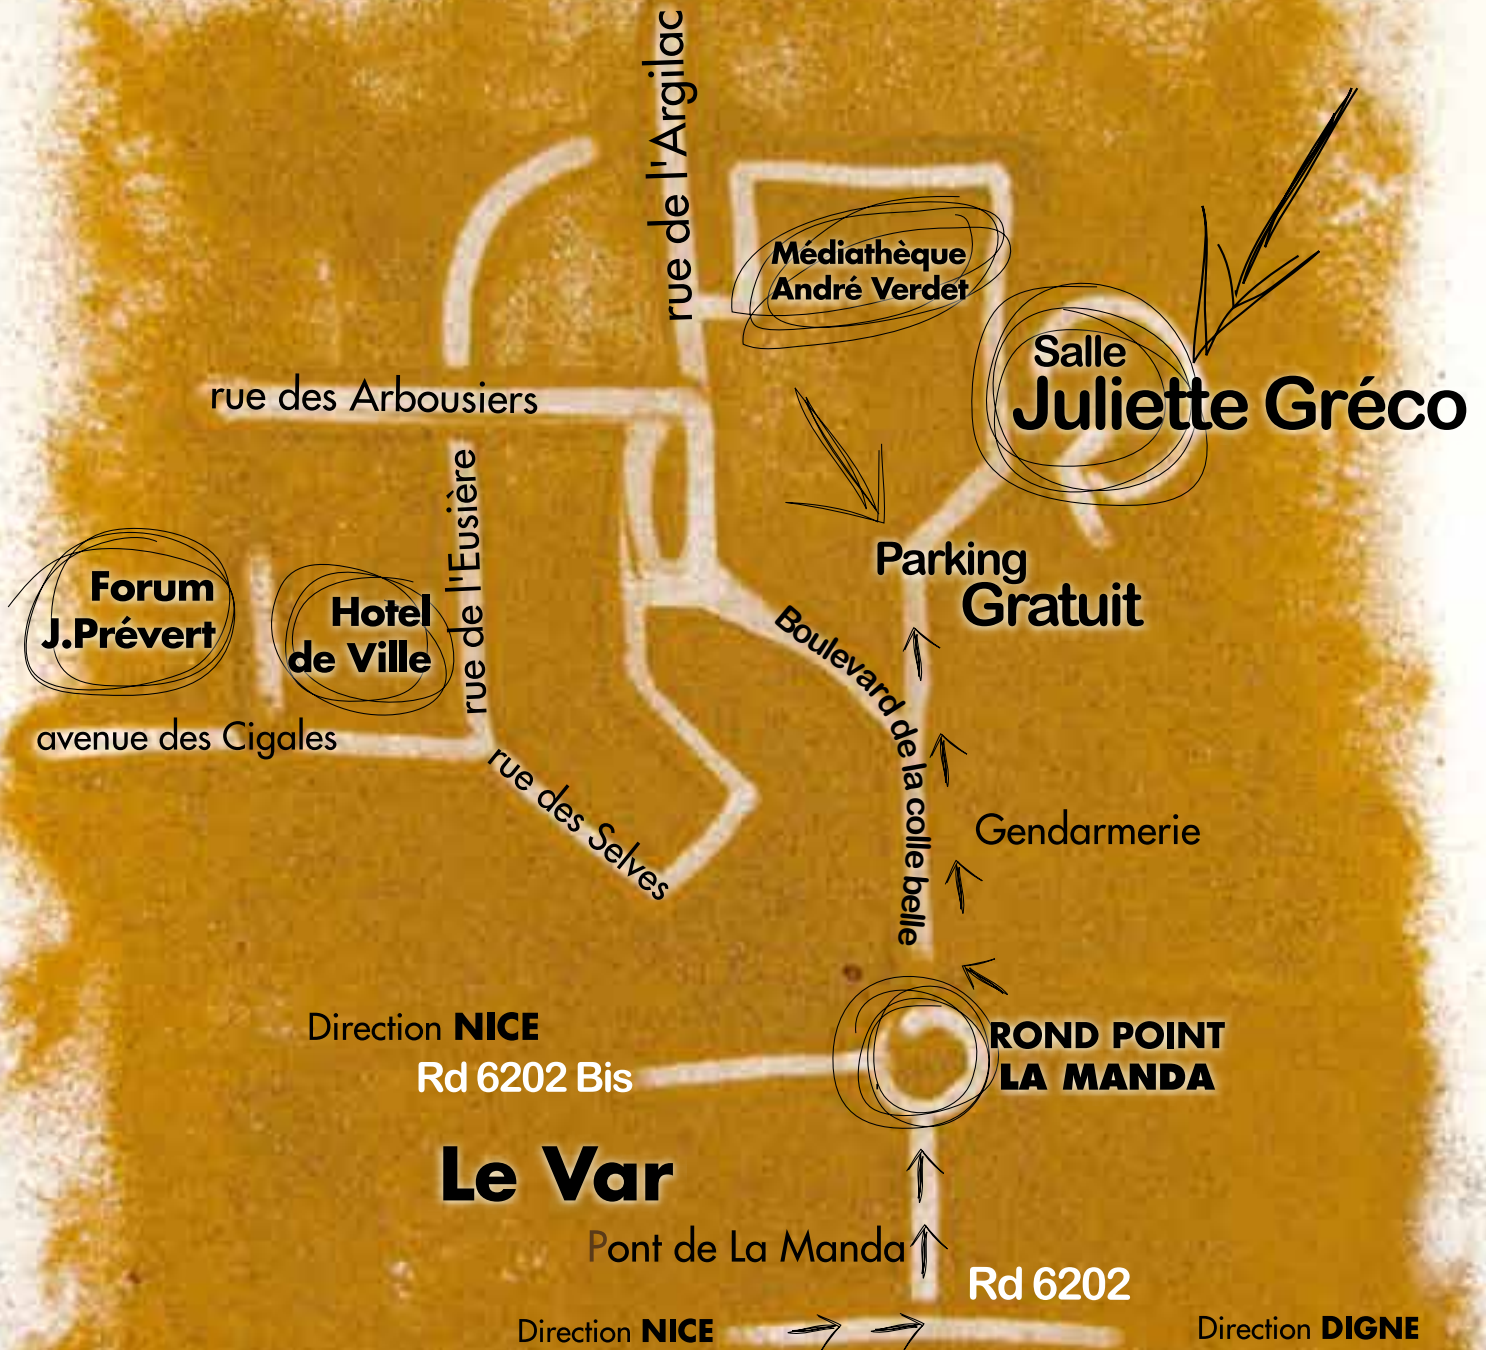 rue de l'Argilac
Médiathèque
André Verdet
Salle
Juliette Gréco
rue des Arbousiers
rue de l'Eusière
Forum
J.Prévert
Hotel
de Ville
Parking
Gratuit
avenue des Cigales
rue des Selves
Boulevard de la colle belle
Gendarmerie
Direction NICE
Rd 6202 Bis
ROND POINT
LA MANDA
Le Var
Pont de La Manda
Rd 6202
Direction NICE
Direction DIGNE